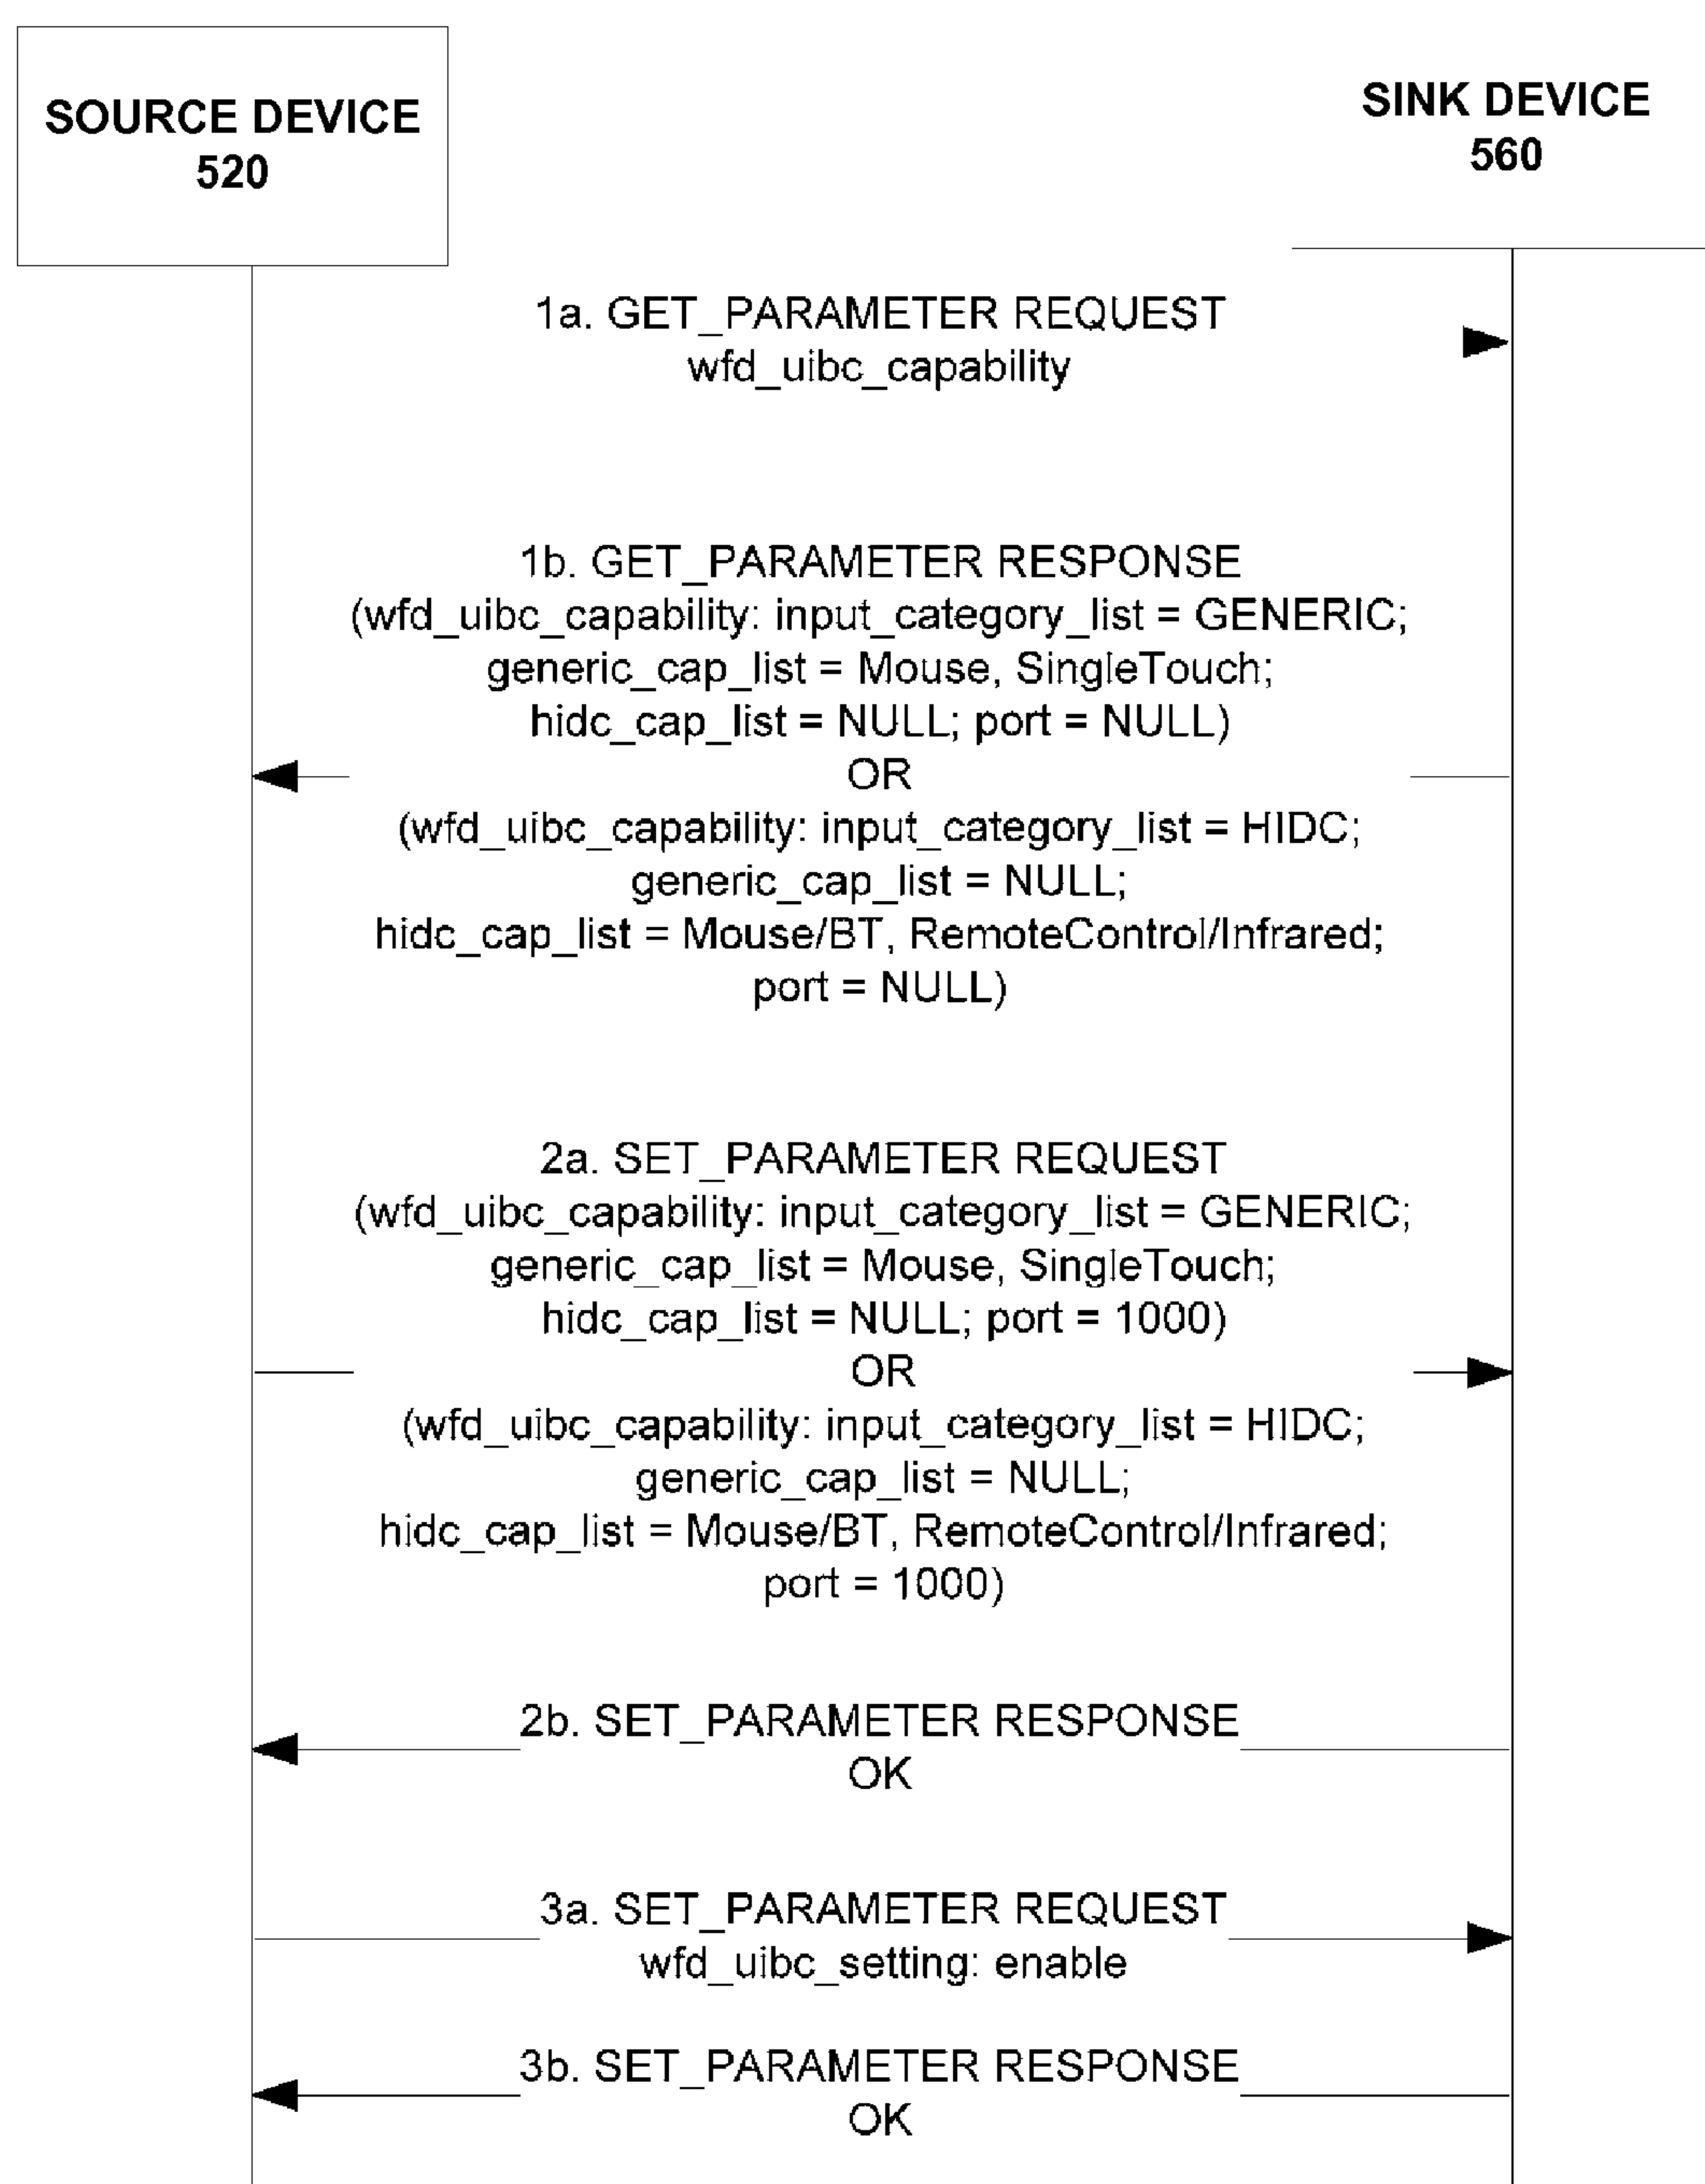 SOURCE DEVICE
520
SINK DEVICE
560
1a. GET_PARAMETER REQUEST
wfd_uibc_capability
1b. GET_PARAMETER RESPONSE
(wfd_uibc_capability: input_category_list = GENERIC;
generic_cap_list = Mouse, SingleTouch;
hidc_cap_list = NULL; port = NULL)
OR
(wfd_uibc_capability: input_category_list = HIDC;
generic_cap_list = NULL;
hidc_cap_list = Mouse/BT, RemoteControl/Infrared;
port = NULL)
2a. SET_PARAMETER REQUEST
(wfd_uibc_capability: input_category_list = GENERIC;
generic_cap_list = Mouse, SingleTouch;
hidc_cap_list = NULL; port = 1000)
OR
(wfd_uibc_capability: input_category_list = HIDC;
generic_cap_list = NULL;
hidc_cap_list = Mouse/BT, RemoteControl/Infrared;
port = 1000)
2b. SET_PARAMETER RESPONSE
OK
3a. SET_PARAMETER REQUEST
wfd_uibc_setting: enable
3b. SET_PARAMETER RESPONSE
OK